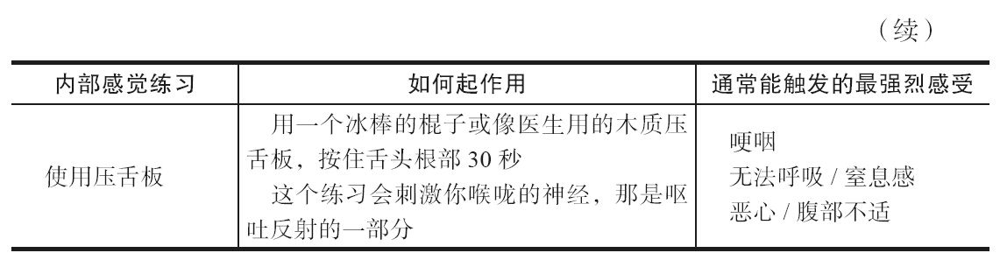 （续）
内部感觉练习 如何起作用 通常能触发的最强烈感受
使用压舌板
用一个冰棒的棍子或像医生用的木质压
舌板，按住舌头根部 30 秒
这个练习会刺激你喉咙的神经，那是呕
吐反射的一部分
哽咽
无法呼吸 / 窒息感
恶心 / 腹部不适